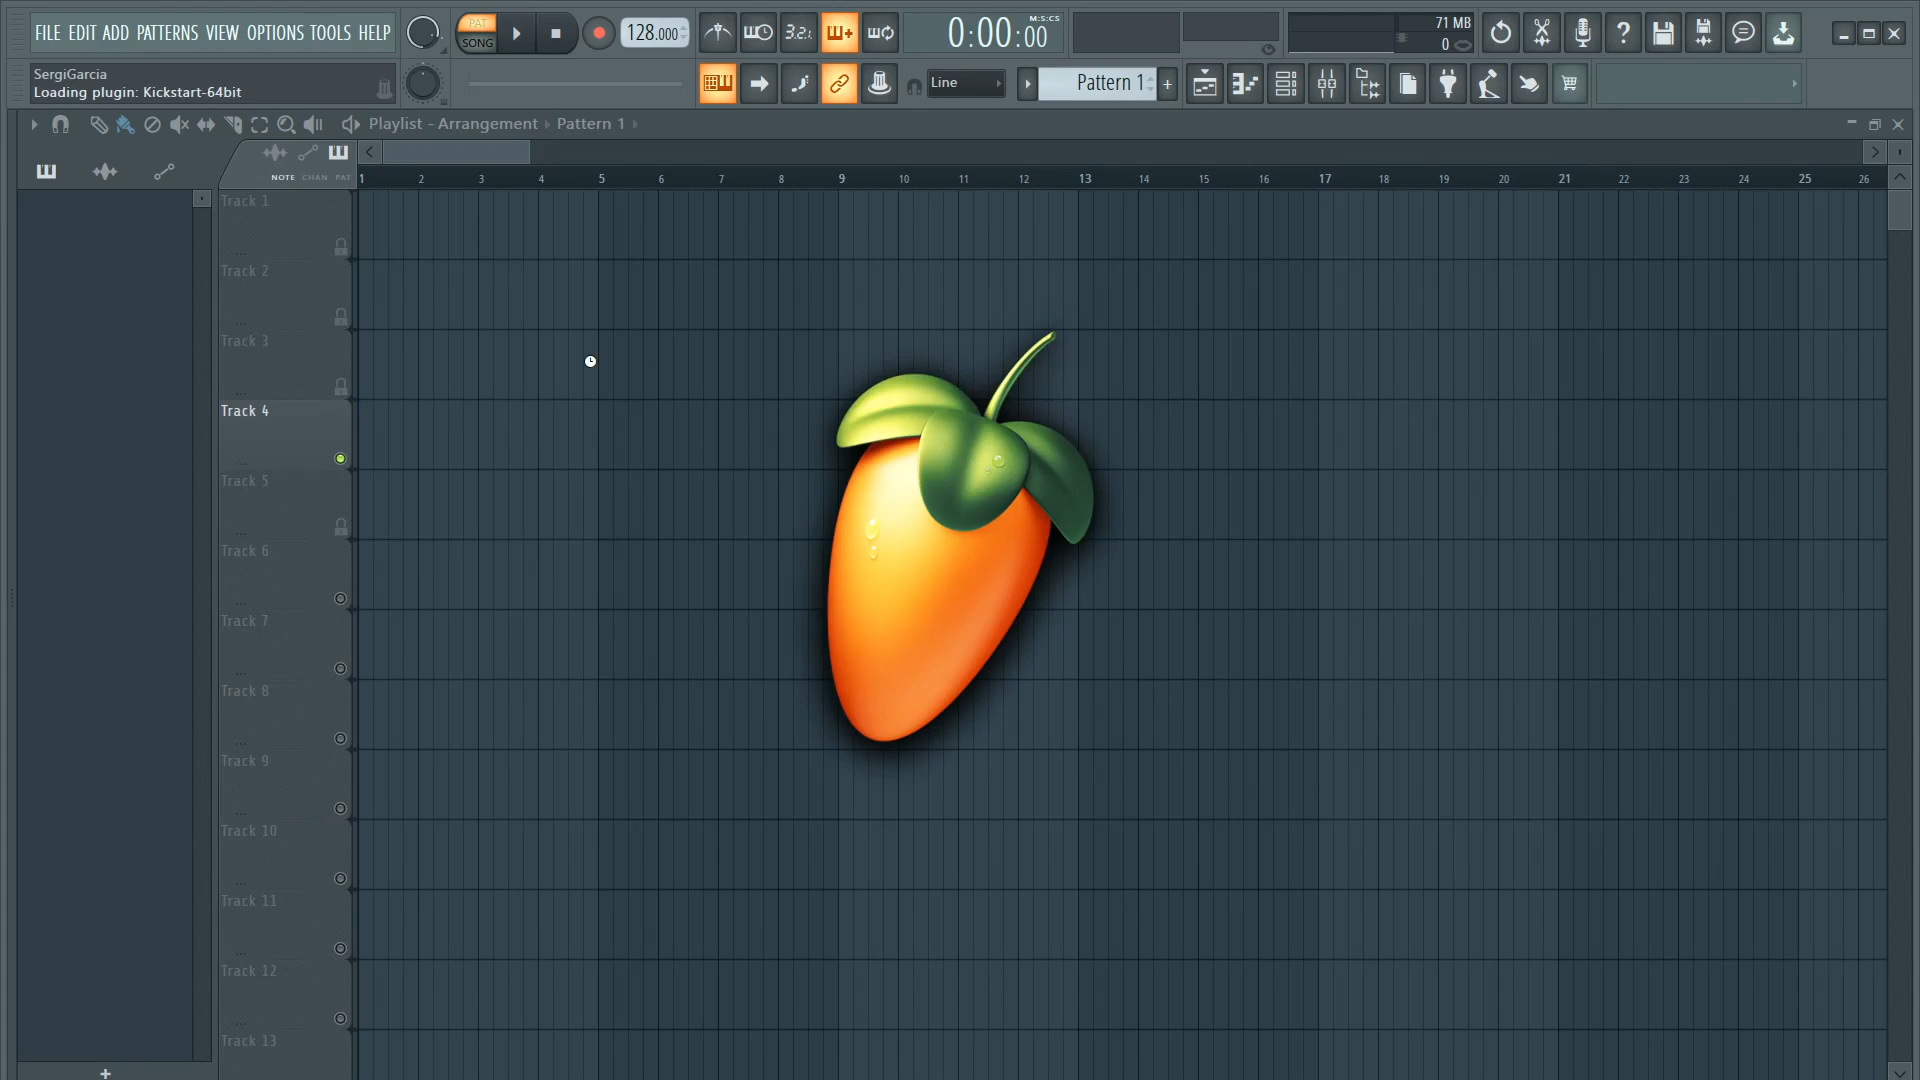 FILE EDIT ADD PATTERNS VIEW OPTIONS TOOLS HELP
PAT
SONG
128.000
3.2.1
0:00:00
M:S:CS
71 MB
0
SergiGarcia
Loading plugin: Kickstart-64bit
Line
Pattern 1
Playlist - Arrangement
Pattern 1
NOTE CHAN PAT
1 2 3 4 5 6 7 8 9 10 11 12 13 14 15 16 17 18 19 20 21 22 23 24 25 26
Track 1
Track 2
Track 3
Track 4
Track 5
Track 6
Track 7
Track 8
Track 9
Track 10
Track 11
Track 12
Track 13